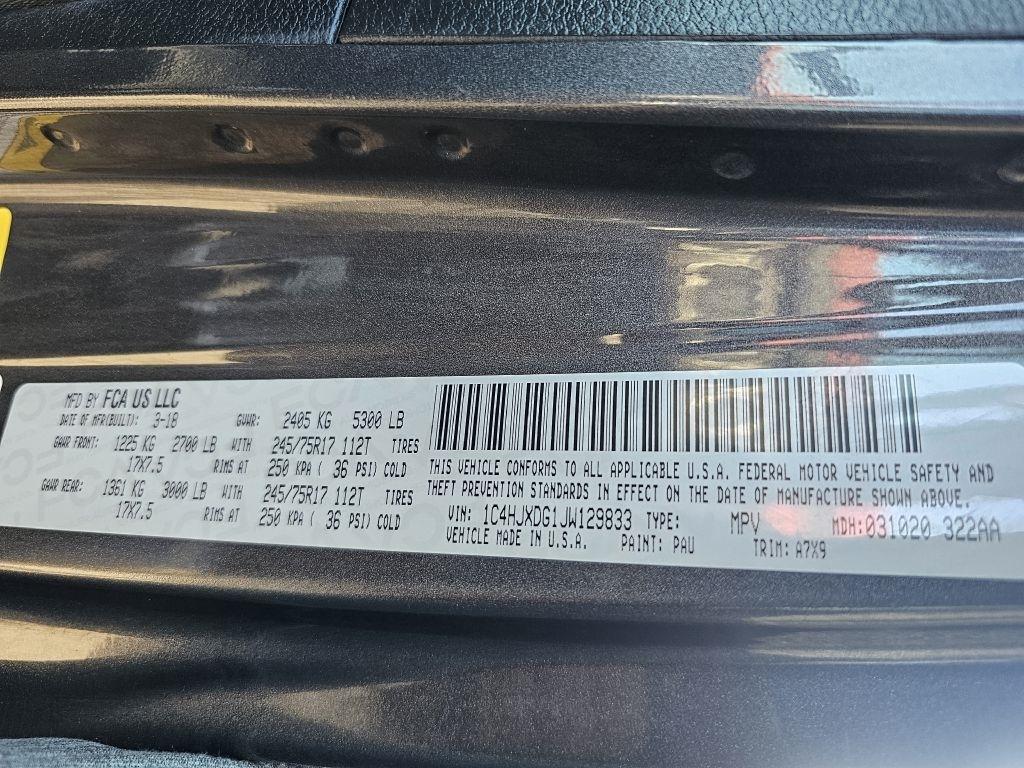 MFD BY FCA US LLC
DATE OF MFR(BUILT): 3-18 GVWR: 2405 KG 5300 LB
GAWR FRONT: 1225 KG 2700 LB WITH 245/75R17 112T TIRES
17X7.5 RIMS AT 250 KPA ( 36 PSI) COLD
GAWR REAR: 1361 KG 3000 LB WITH 245/75R17 112T TIRES
17X7.5 RIMS AT 250 KPA ( 36 PSI) COLD
THIS VEHICLE CONFORMS TO ALL APPLICABLE U.S.A. FEDERAL MOTOR VEHICLE SAFETY AND
THEFT PREVENTION STANDARDS IN EFFECT ON THE DATE OF MANUFACTURE SHOWN ABOVE.
VIN: 1C4HJXDG1JW129833 TYPE: MPV MDH:031020 322AA
VEHICLE MADE IN U.S.A. PAINT: PAU TRIM: A7X9